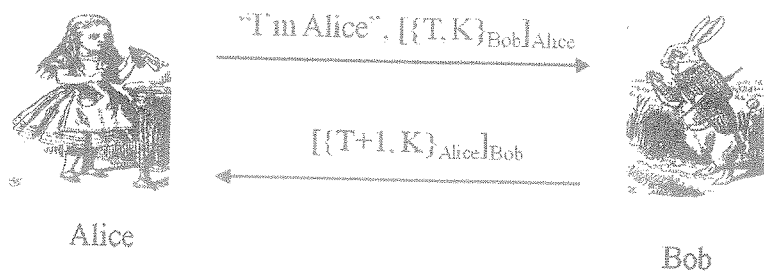 "I'm Alice", [{T, K}Bob]Alice
[{T+1, K}Alice]Bob
Alice
Bob